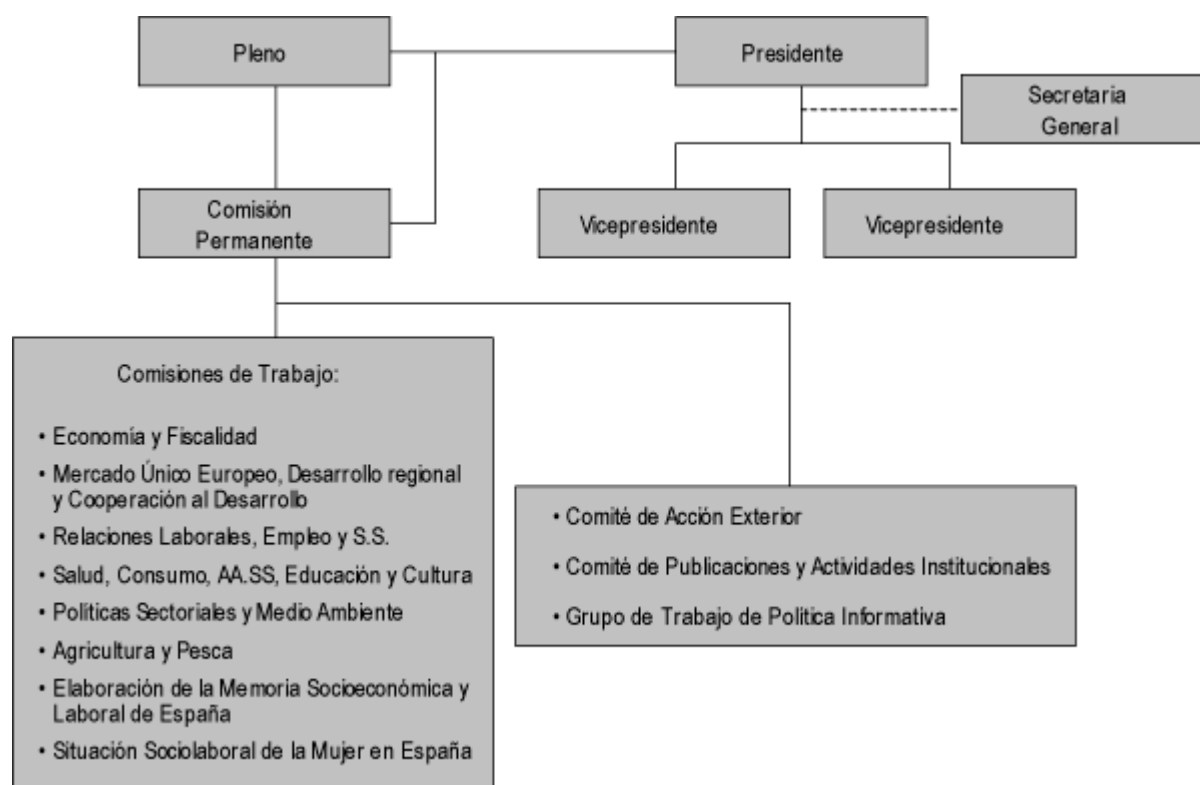 Pleno
Presidente
Secretaria
General
Comisión
Permanente
Vicepresidente
Vicepresidente
Comisiones de Trabajo:
• Economía y Fiscalidad
• Mercado Único Europeo, Desarrollo regional
y Cooperación al Desarrollo
• Relaciones Laborales, Empleo y S.S.
• Salud, Consumo, AA.SS, Educación y Cultura
• Políticas Sectoriales y Medio Ambiente
• Agricultura y Pesca
• Elaboración de la Memoria Socioeconómica y
Laboral de España
• Situación Sociolaboral de la Mujer en España
• Comité de Acción Exterior
• Comité de Publicaciones y Actividades Institucionales
• Grupo de Trabajo de Politica Informativa